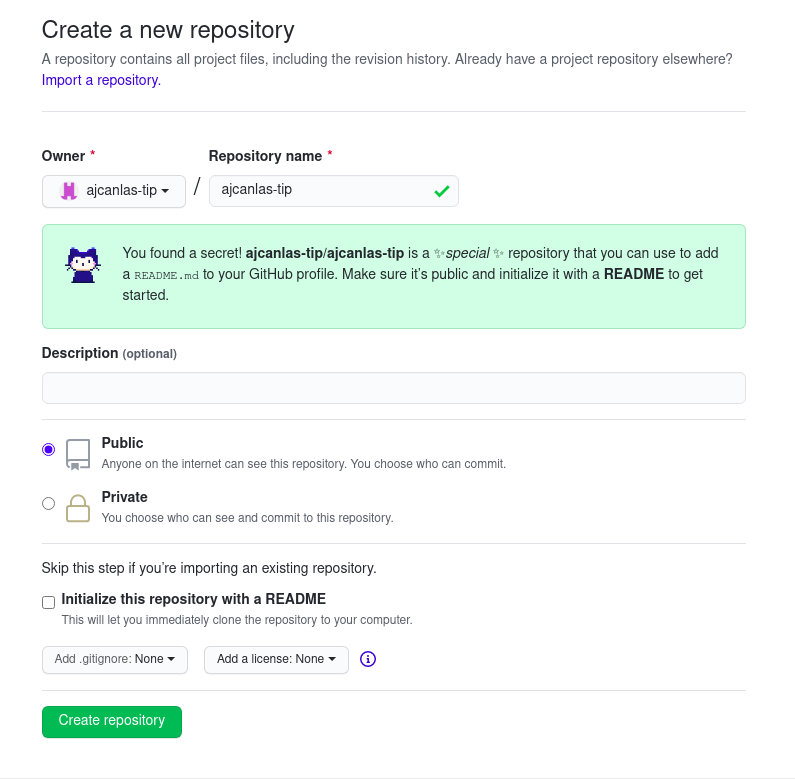 Create a new repository
A repository contains all project files, including the revision history. Already have a project repository elsewhere?
Import a repository.
Owner *
Repository name *
ajcanlas-tip
/
ajcanlas-tip
You found a secret! ajcanlas-tip/ajcanlas-tip is a ✨special ✨ repository that you can use to add
a README.md to your GitHub profile. Make sure it's public and initialize it with a README to get
started.
Description (optional)
Public
Anyone on the internet can see this repository. You choose who can commit.
Private
You choose who can see and commit to this repository.
Skip this step if you're importing an existing repository.
Initialize this repository with a README
This will let you immediately clone the repository to your computer.
Add .gitignore: None
Add a license: None
Create repository